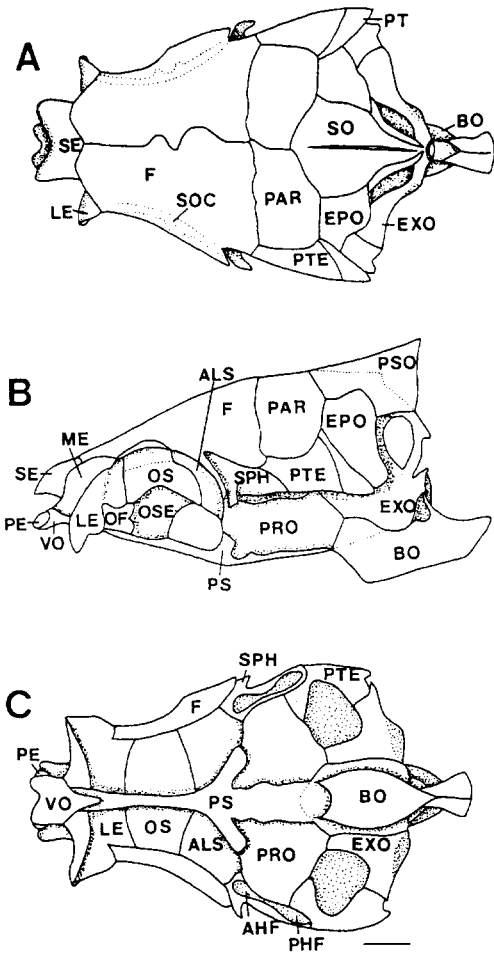 A
PT
BO
SO
SE
F
SOC
PAR
LE
EPO
EXO
PTE
B
ALS
PSO
F
PAR
EPO
ME
SE
OS
SPH
PTE
PE
VO
LE
OF
OSE
PRO
EXO
BO
PS
C
SPH
PTE
F
PE
VO
PS
BO
LE
OS
ALS
PRO
EXO
AHF
PHF